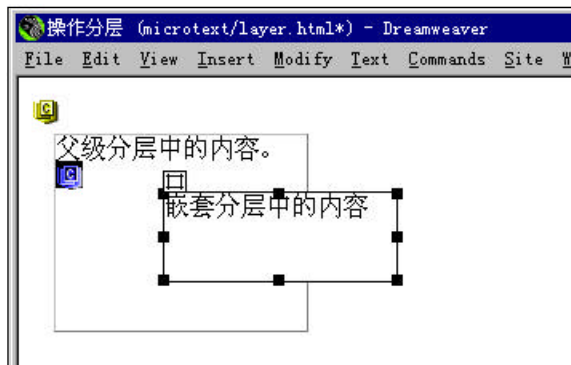 操作分层 (microtext/layer.html*) - Dreamweaver
File Edit View Insert Modify Text Commands Site
父级分层中的内容。
嵌套分层中的内容